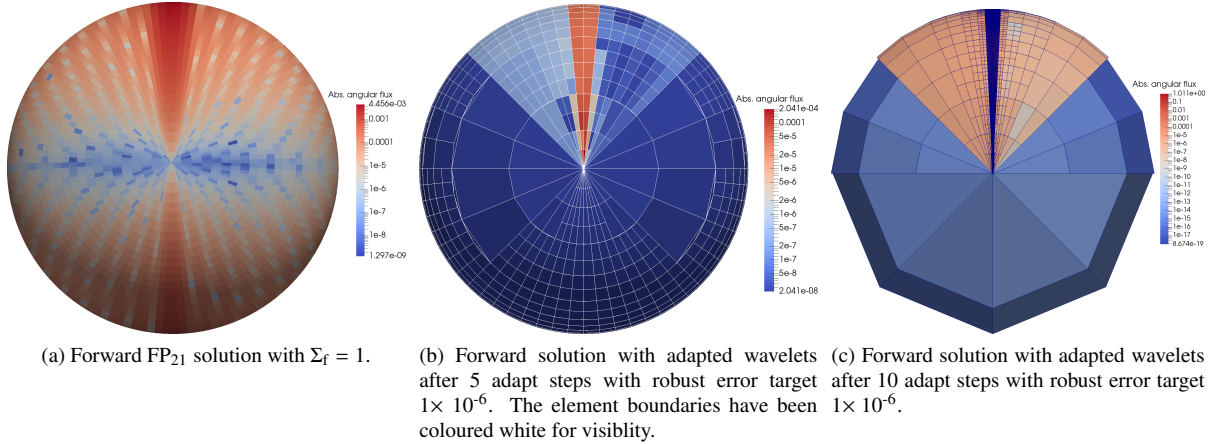 Abs. angular flux
4.456e-03
0.001
0.0001
1e-5
1e-6
1e-7
1e-8
1.297e-09
Abs. angular flux
2.041e-04
0.0001
5e-5
2e-5
1e-5
5e-6
2e-6
1e-6
5e-7
2e-7
1e-7
5e-8
2.041e-08
Abs. angular flux
1.011e+00
0.1
0.01
0.001
0.0001
1e-5
1e-6
1e-7
1e-8
1e-9
1e-10
1e-11
1e-12
1e-13
1e-14
1e-15
1e-16
1e-17
8.674e-19
(a) Forward FP₂₁ solution with Σf = 1.
(b) Forward solution with adapted wavelets
after 5 adapt steps with robust error target
1× 10⁻⁶. The element boundaries have been
coloured white for visiblity.
(c) Forward solution with adapted wavelets
after 10 adapt steps with robust error target
1× 10⁻⁶.